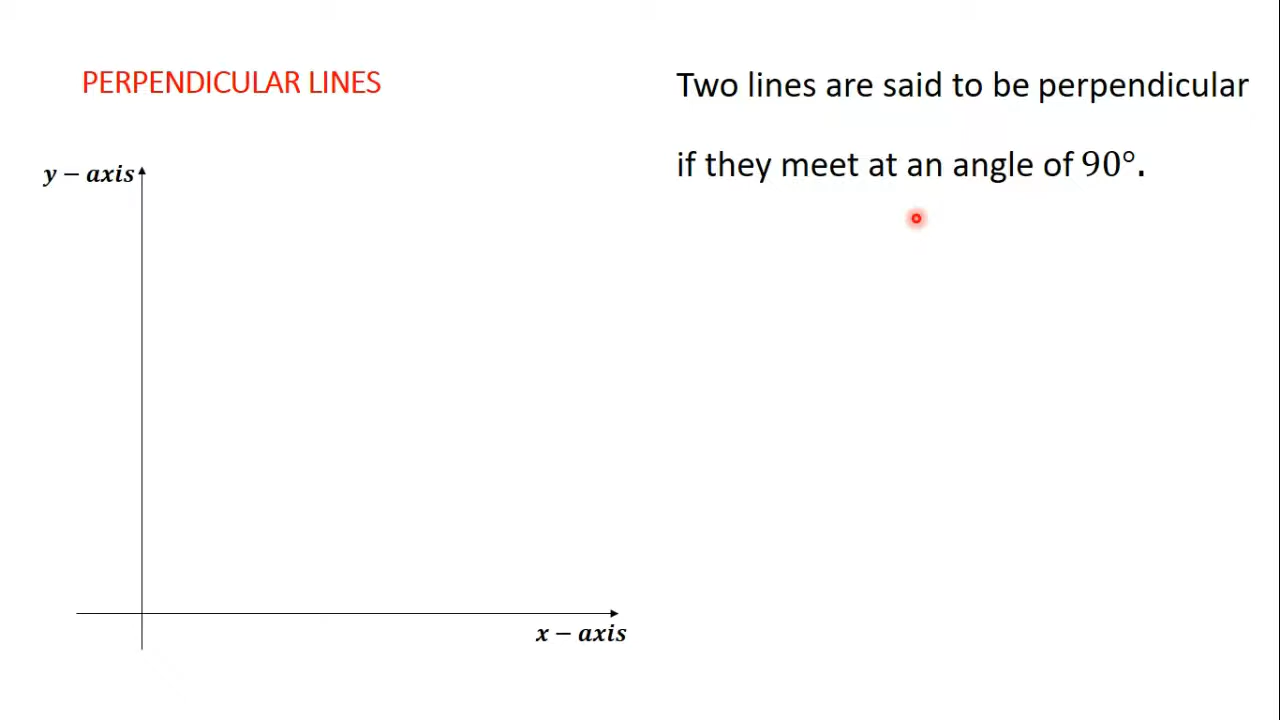 PERPENDICULAR LINES
Two lines are said to be perpendicular
if they meet at an angle of 90°.
y − axis
x − axis